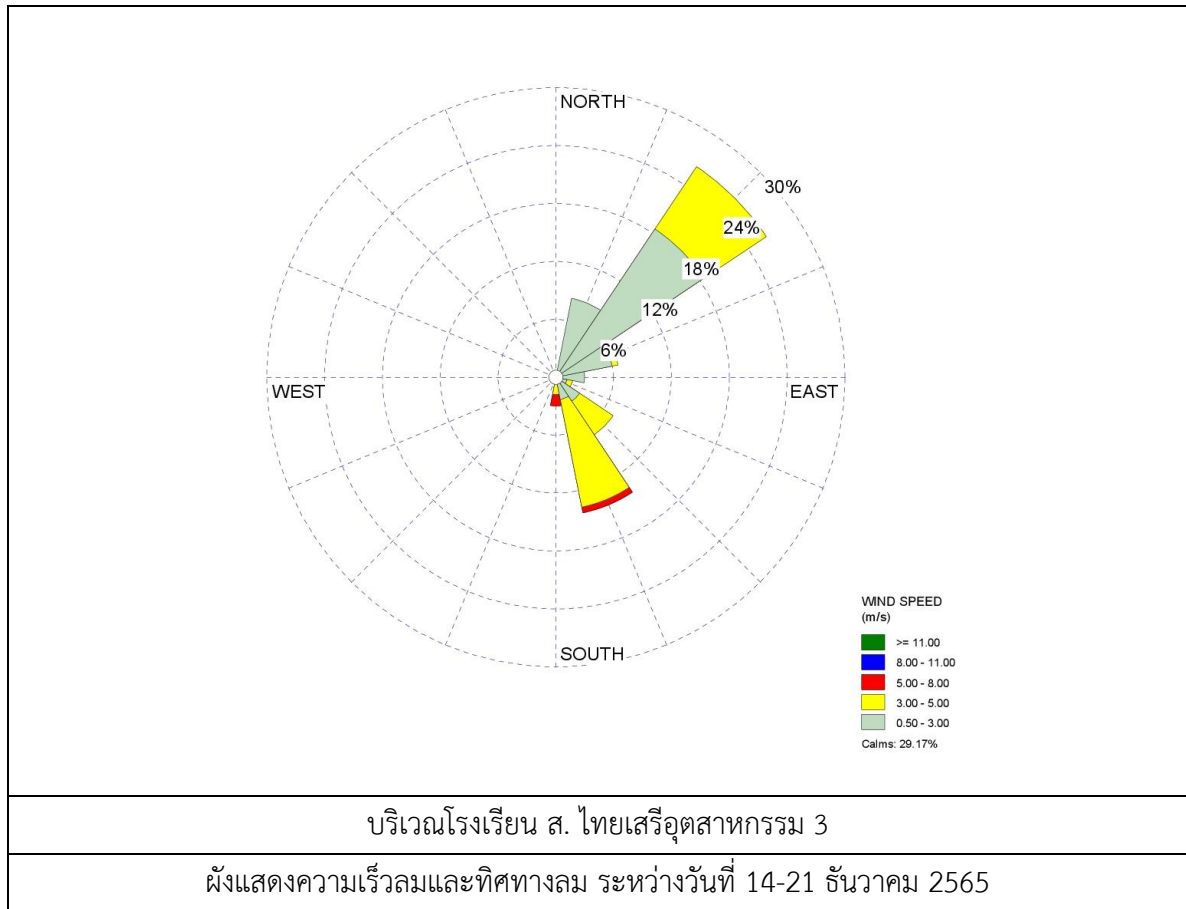 NORTH
30%
24%
18%
12%
6%
WEST
EAST
SOUTH
WIND SPEED
(m/s)
>= 11.00
8.00 - 11.00
5.00 - 8.00
3.00 - 5.00
0.50 - 3.00
Calms: 29.17%
บริเวณโรงเรียน ส. ไทยเสรีอุตสาหกรรม 3
ผังแสดงความเร็วลมและทิศทางลม ระหว่างวันที่ 14-21 ธันวาคม 2565